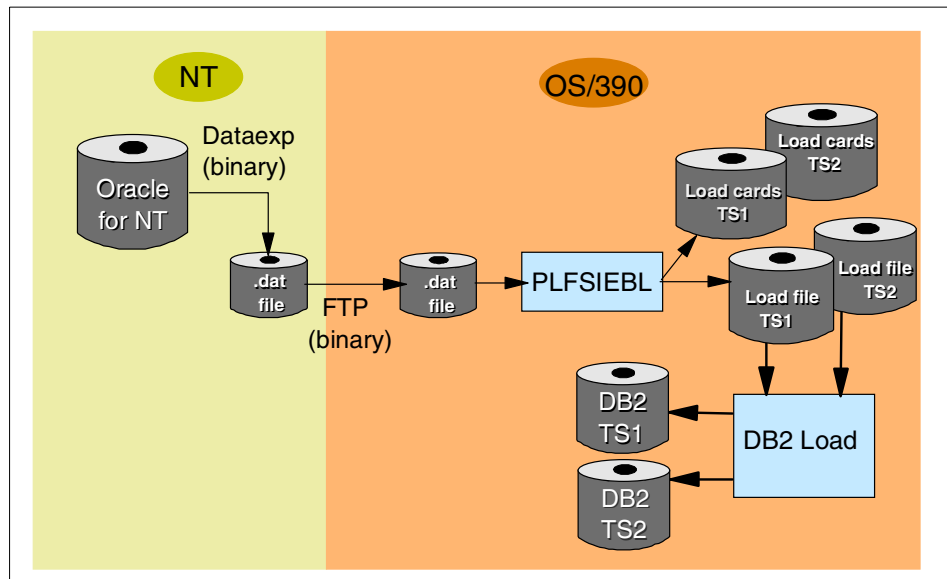 NT
OS/390
Dataexp
(binary)
Oracle
for NT
.dat
file
FTP
(binary)
.dat
file
PLFSIEBL
Load cards
TS1
Load cards
TS2
Load file
TS1
Load file
TS2
DB2
TS1
DB2
TS2
DB2 Load